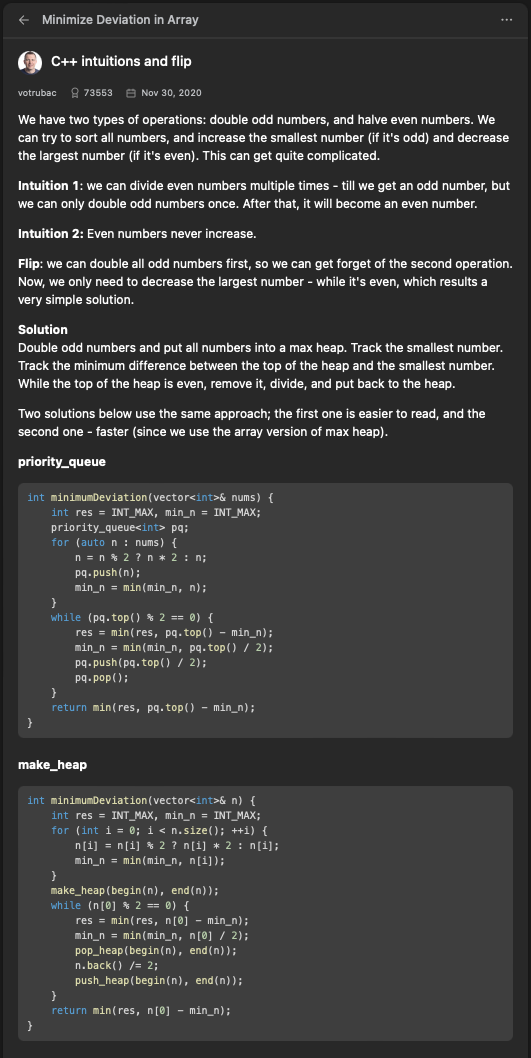 ← Minimize Deviation in Array ...
C++ intuitions and flip
votrubac 73553 Nov 30, 2020
We have two types of operations: double odd numbers, and halve even numbers. We
can try to sort all numbers, and increase the smallest number (if it's odd) and decrease
the largest number (if it's even). This can get quite complicated.
Intuition 1: we can divide even numbers multiple times - till we get an odd number, but
we can only double odd numbers once. After that, it will become an even number.
Intuition 2: Even numbers never increase.
Flip: we can double all odd numbers first, so we can get forget of the second operation.
Now, we only need to decrease the largest number - while it's even, which results a
very simple solution.
Solution
Double odd numbers and put all numbers into a max heap. Track the smallest number.
Track the minimum difference between the top of the heap and the smallest number.
While the top of the heap is even, remove it, divide, and put back to the heap.
Two solutions below use the same approach; the first one is easier to read, and the
second one - faster (since we use the array version of max heap).
priority_queue
int minimumDeviation(vector<int>& nums) {
    int res = INT_MAX, min_n = INT_MAX;
    priority_queue<int> pq;
    for (auto n : nums) {
        n = n % 2 ? n * 2 : n;
        pq.push(n);
        min_n = min(min_n, n);
    }
    while (pq.top() % 2 == 0) {
        res = min(res, pq.top() - min_n);
        min_n = min(min_n, pq.top() / 2);
        pq.push(pq.top() / 2);
        pq.pop();
    }
    return min(res, pq.top() - min_n);
}
make_heap
int minimumDeviation(vector<int>& n) {
    int res = INT_MAX, min_n = INT_MAX;
    for (int i = 0; i < n.size(); ++i) {
        n[i] = n[i] % 2 ? n[i] * 2 : n[i];
        min_n = min(min_n, n[i]);
    }
    make_heap(begin(n), end(n));
    while (n[0] % 2 == 0) {
        res = min(res, n[0] - min_n);
        min_n = min(min_n, n[0] / 2);
        pop_heap(begin(n), end(n));
        n.back() /= 2;
        push_heap(begin(n), end(n));
    }
    return min(res, n[0] - min_n);
}